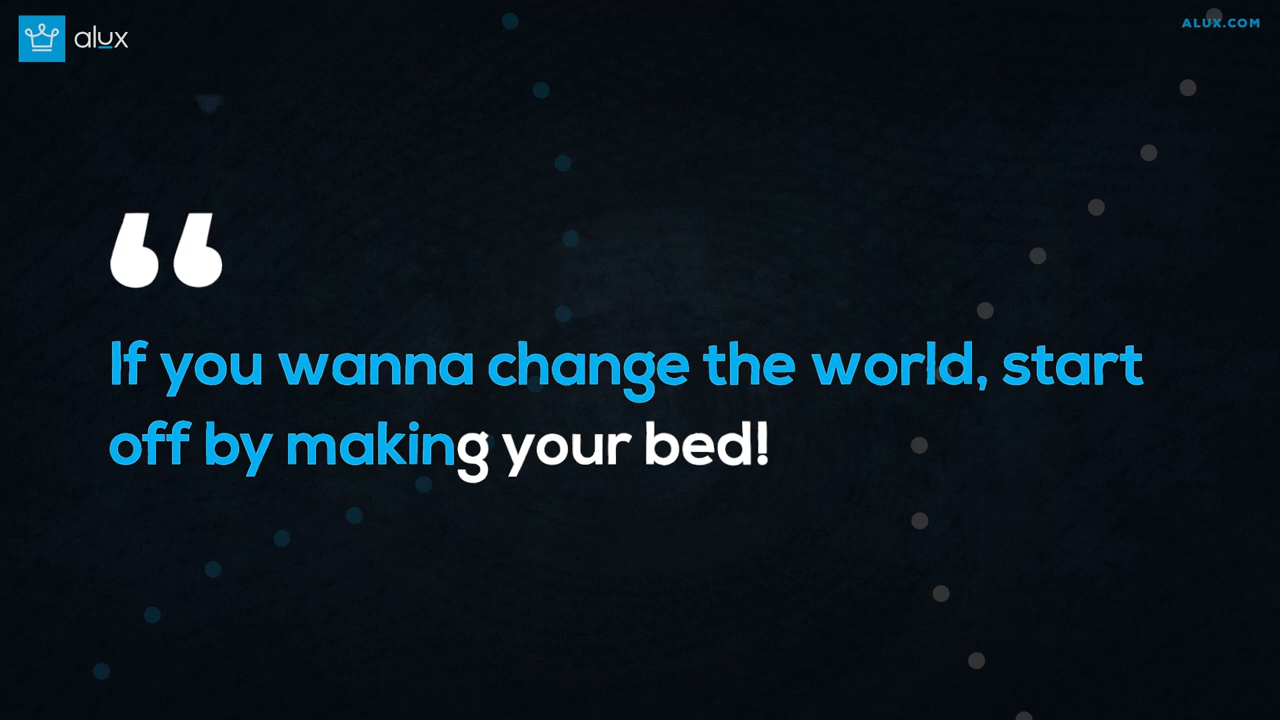 alux
ALUX.COM
“
If you wanna change the world, start
off by making your bed!